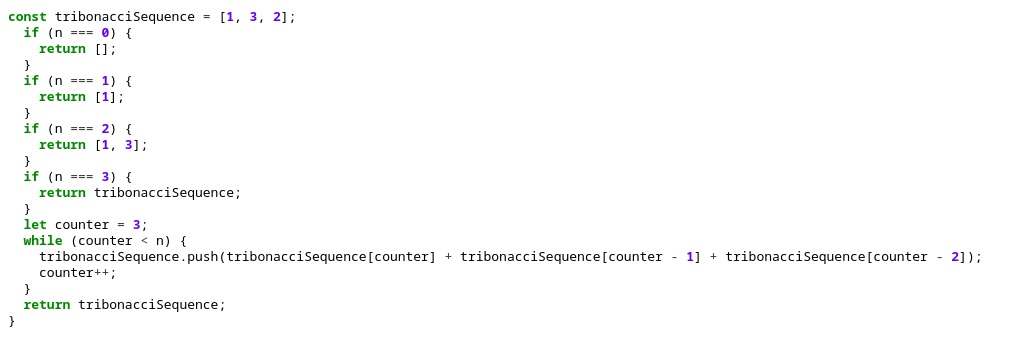 const tribonacciSequence = [1, 3, 2];
  if (n === 0) {
    return [];
  }
  if (n === 1) {
    return [1];
  }
  if (n === 2) {
    return [1, 3];
  }
  if (n === 3) {
    return tribonacciSequence;
  }
  let counter = 3;
  while (counter < n) {
    tribonacciSequence.push(tribonacciSequence[counter] + tribonacciSequence[counter - 1] + tribonacciSequence[counter - 2]);
    counter++;
  }
  return tribonacciSequence;
}